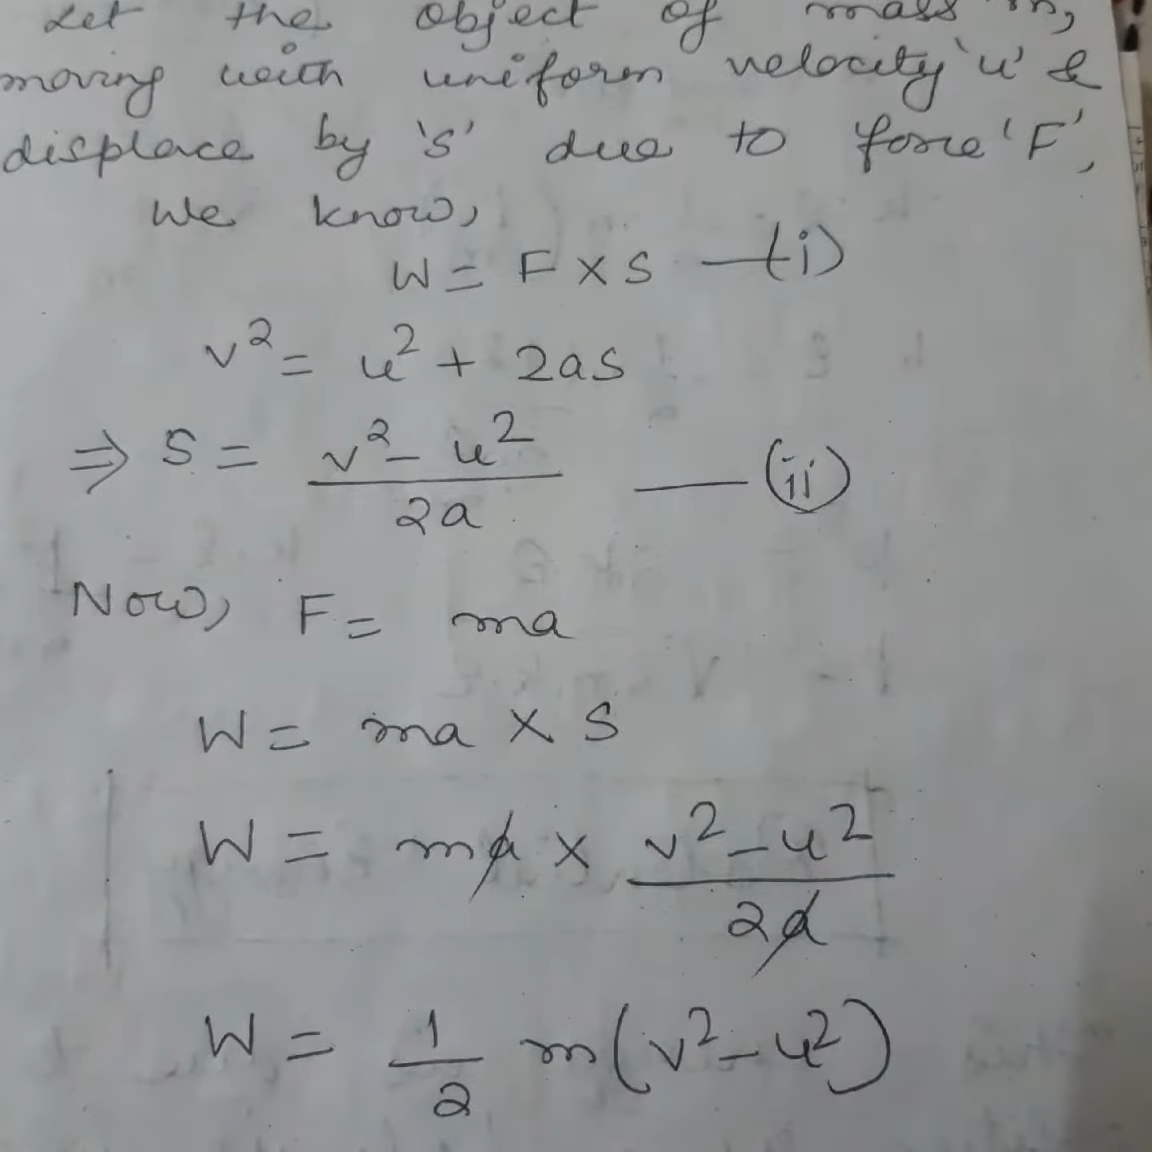 Let the object of mass m,
moving with uniform velocity 'u' &
displace by 's' due to force 'F',
We know,
W = F × S —(i)
v² = u² + 2as
⇒ S = v² - u² / 2a —(ii)
Now, F = ma
W = ma × S
W = ma × v² - u² / 2a
W = 1/2 m(v² - u²)